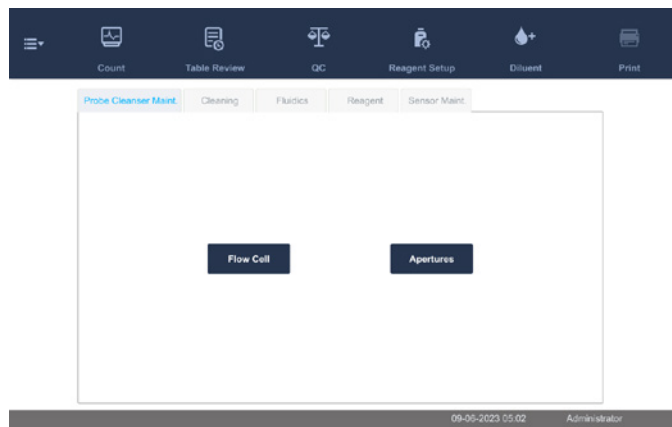 Count Table Review QC Reagent Setup Diluent Print
Probe Cleanser Maint. Cleaning Fluidics Reagent Sensor Maint.
Flow Cell Apertures
09-06-2023 05:02 Administrator